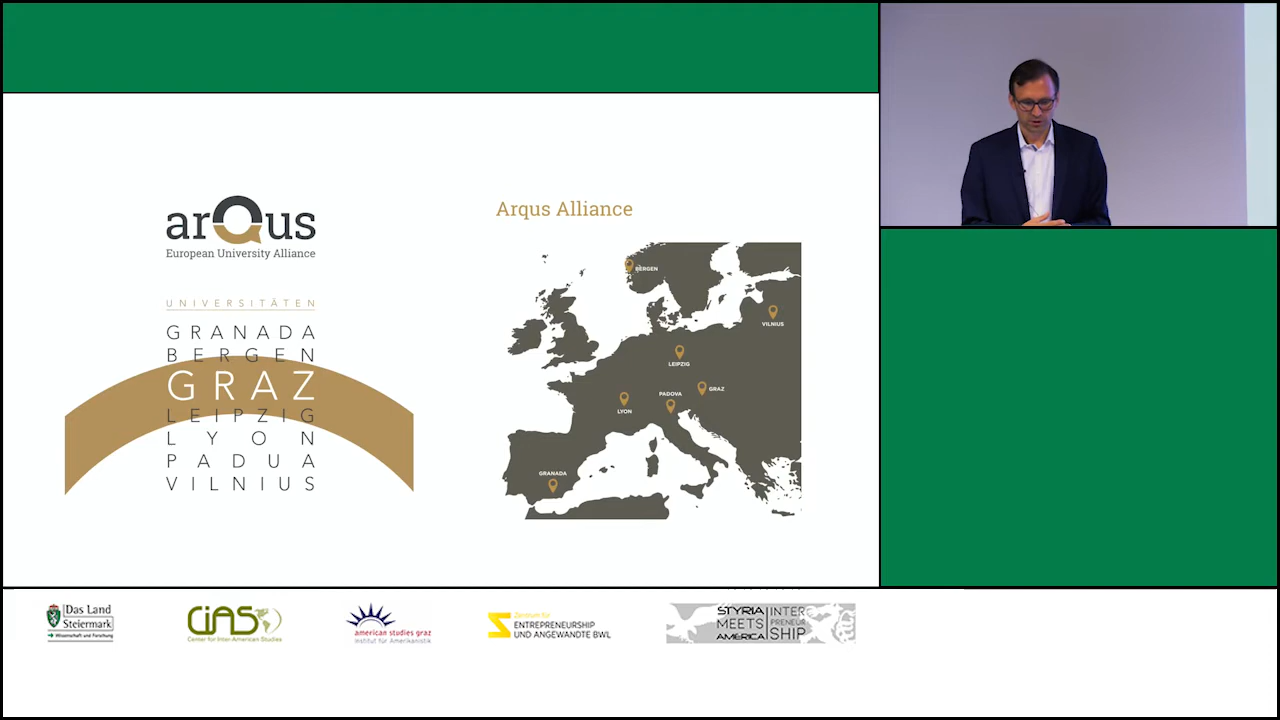 arQus
European University Alliance
UNIVERSITÄTEN
GRANADA
BERGEN
GRAZ
LEIPZIG
LYON
PADUA
VILNIUS
Arqus Alliance
BERGEN
VILNIUS
LEIPZIG
GRAZ
PADOVA
LYON
GRANADA
Das Land
Steiermark
Wissenschaft und Forschung
CIAS
Center for Inter-American Studies
american studies graz
Institut für Amerikanistik
Zentrum für
ENTREPRENEURSHIP
UND ANGEWANDTE BWL
STYRIA
MEETS
AMERICA
INTER
PRENEUR
SHIP